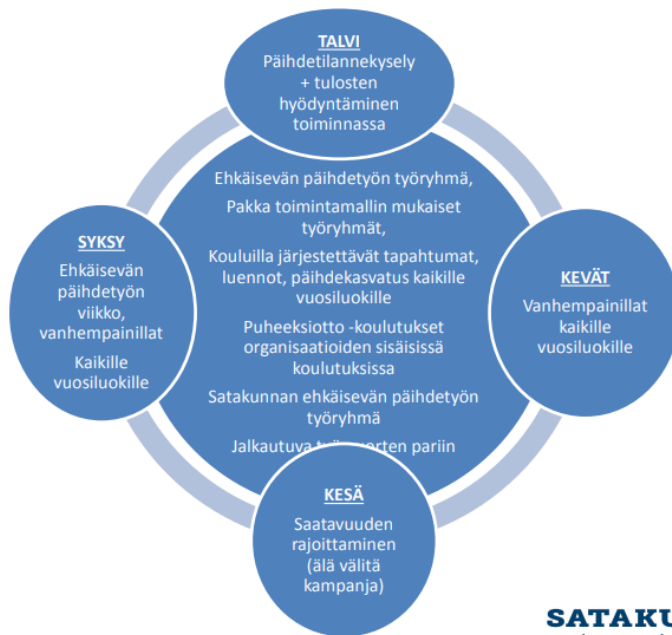 TALVI
Päihdetilannekysely
+ tulosten
hyödyntäminen
toiminnassa
Ehkäisevän päihdetyön työryhmä,
Pakka toimintamallin mukaiset
työryhmät,
Kouluilla järjestettävät tapahtumat,
luennot, päihdekasvatus kaikille
vuosiluokille
Puheeksiotto -koulutukset
organisaatioiden sisäisissä
koulutuksissa
Satakunnan ehkäisevän päihdetyön
työryhmä
Jalkautuva pariin
SYKSY
Ehkäisevän
päihdetyön
viikko,
vanhempainillat
Kaikille
vuosiluokille
KEVÄT
Vanhempainillat
kaikille
vuosiluokille
KESÄ
Saatavuuden
rajoittaminen
(älä välitä
kampanja)
SATAKU